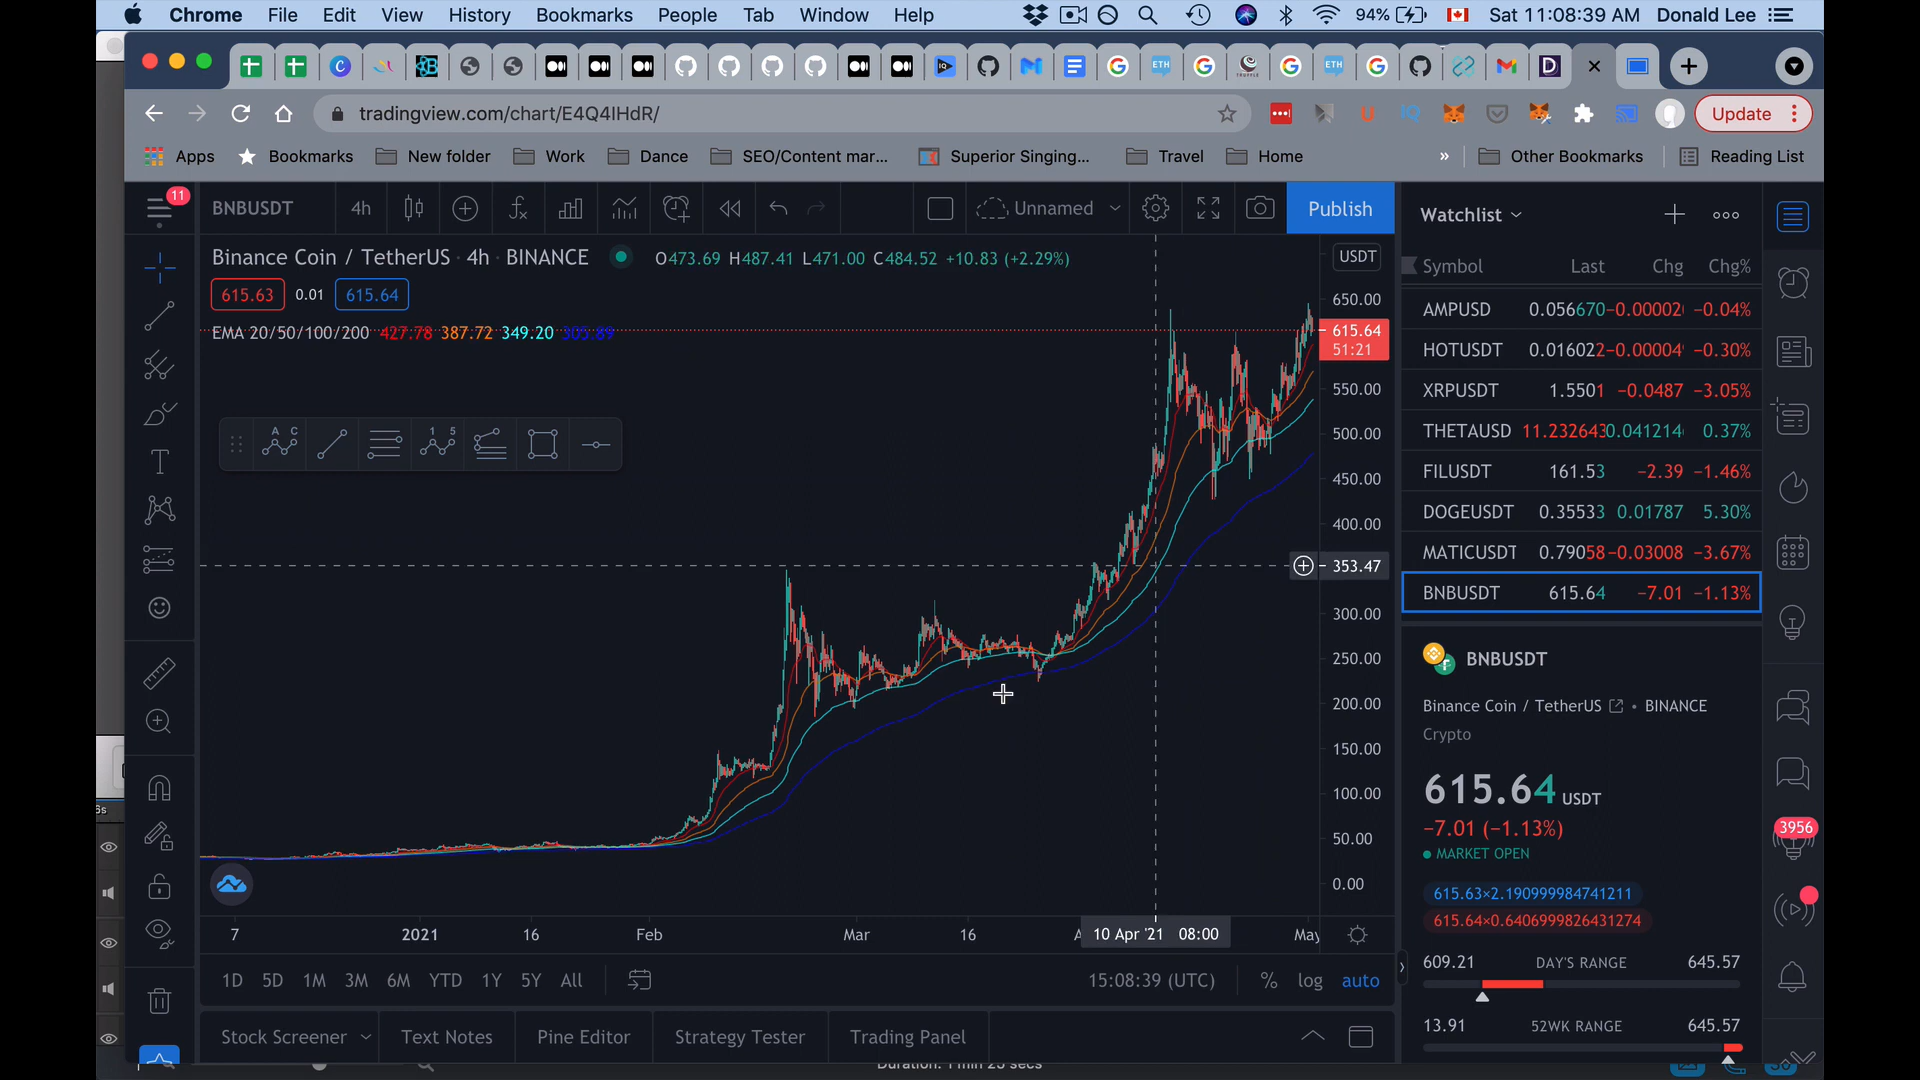 Chrome File Edit View History Bookmarks People Tab Window Help 94% Sat 11:08:39 AM Donald Lee
ETH ETH
tradingview.com/chart/E4Q4IHdR/ Update
Apps Bookmarks New folder Work Dance SEO/Content mar... Superior Singing... Travel Home » Other Bookmarks Reading List
11
BNBUSDT 4h Unnamed Publish
Watchlist
Binance Coin / TetherUS · 4h · BINANCE O473.69 H487.41 L471.00 C484.52 +10.83 (+2.29%)
USDT
615.63 0.01 615.64
EMA 20/50/100/200 427.78 387.72 349.20 305.89
650.00
615.64
51:21
550.00
500.00
450.00
400.00
353.47
300.00
250.00
200.00
150.00
100.00
50.00
0.00
7 2021 16 Feb Mar 16 A 10 Apr '21 08:00 May
1D 5D 1M 3M 6M YTD 1Y 5Y All 15:08:39 (UTC) % log auto
Stock Screener Text Notes Pine Editor Strategy Tester Trading Panel
Symbol Last Chg Chg%
AMPUSD 0.056670 -0.00002 -0.04%
HOTUSDT 0.016022 -0.00004 -0.30%
XRPUSDT 1.5501 -0.0487 -3.05%
THETAUSD 11.232643 0.041214 0.37%
FILUSDT 161.53 -2.39 -1.46%
DOGEUSDT 0.35533 0.01787 5.30%
MATICUSDT 0.79058 -0.03008 -3.67%
BNBUSDT 615.64 -7.01 -1.13%
BNBUSDT
Binance Coin / TetherUS • BINANCE
Crypto
615.64 USDT
-7.01 (-1.13%)
MARKET OPEN
3956
615.63×2.190999984741211
615.64×0.6406999826431274
609.21 DAY'S RANGE 645.57
13.91 52WK RANGE 645.57